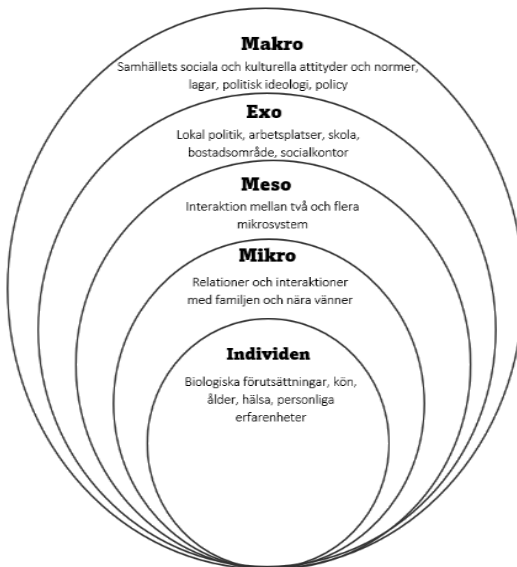 Makro
Samhällets sociala och kulturella attityder och normer,
lagar, politisk ideologi, policy
Exo
Lokal politik, arbetsplatser, skola,
bostadsområde, socialkontor
Meso
Interaktion mellan två och flera
mikrosystem
Mikro
Relationer och interaktioner
med familjen och nära vänner
Individen
Biologiska förutsättningar, kön,
ålder, hälsa, personliga
erfarenheter